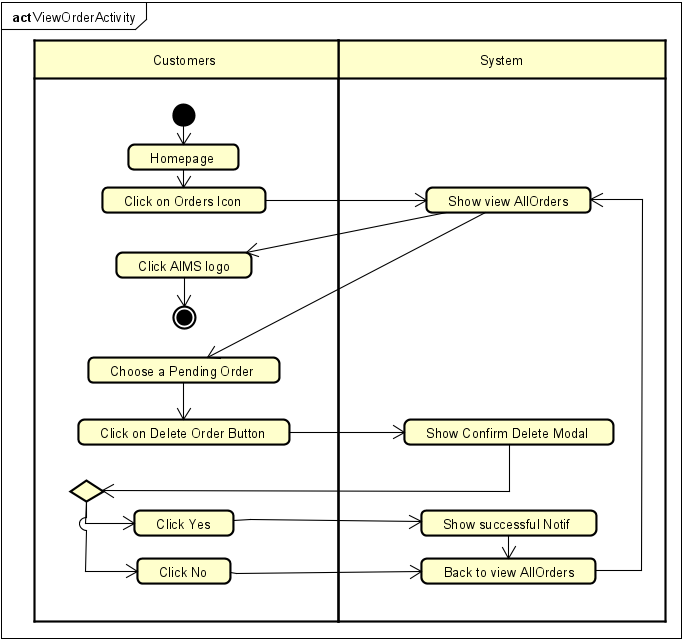 act ViewOrderActivity
Customers
System
Homepage
Click on Orders Icon
Show view AllOrders
Click AIMS logo
Choose a Pending Order
Click on Delete Order Button
Show Confirm Delete Modal
Click Yes
Show successful Notif
Click No
Back to view AllOrders